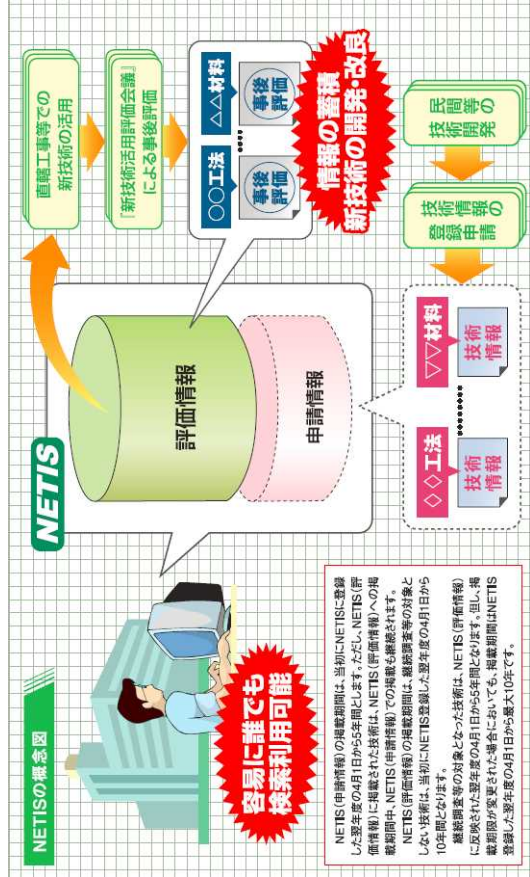 NETISの概念図
容易に誰でも
検索利用可能
NETIS(申請情報)の掲載期間は、当初にNETISに登録
した翌年度の4月1日から5年間とします。ただし、NETIS(評
価情報)に掲載された技術は、NETIS(評価情報)への掲
載期間中、NETIS(申請情報)での掲載も継続されます。
NETIS(評価情報)の掲載期間は、継続調査等の対象と
しない技術は、当初にNETIS登録した翌年度の4月1日から
10年間となります。
継続調査等の対象となった技術は、NETIS(評価情報)
に反映された翌年度の4月1日から5年間となります。但し、掲
載期限が変更された場合においても、掲載期間はNETIS
登録した翌年度の4月1日から最大10年です。
NETIS
評価情報
申請情報
◇◇工法
技術
情報
▽▽材料
技術
情報
直轄工事等での
新技術の活用
『新技術活用評価会議』
による事後評価
○○工法
事後
評価
△△材料
事後
評価
情報の蓄積
新技術の開発・改良
民間等の
技術開発
技術情報の
登録申請